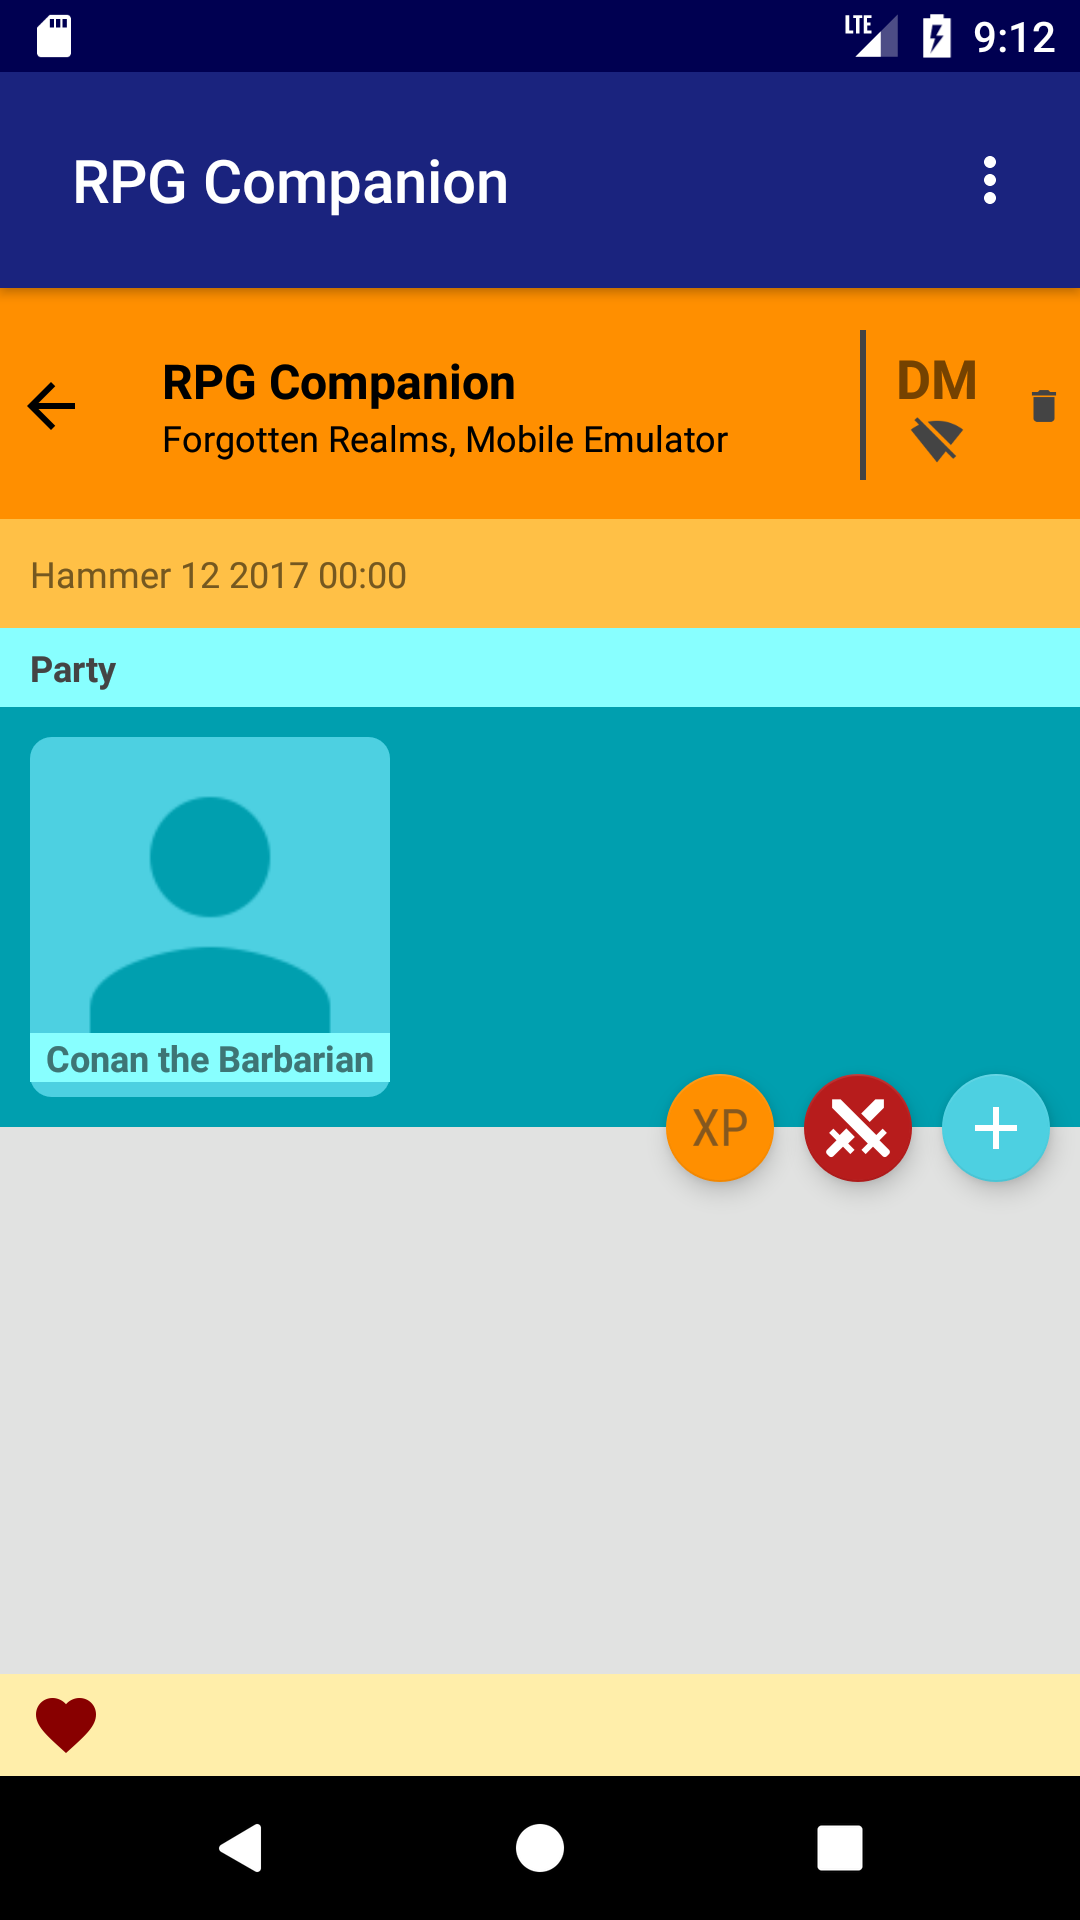 LTE 9:12
RPG Companion
RPG Companion
Forgotten Realms, Mobile Emulator
DM
Hammer 12 2017 00:00
Party
Conan the Barbarian
XP